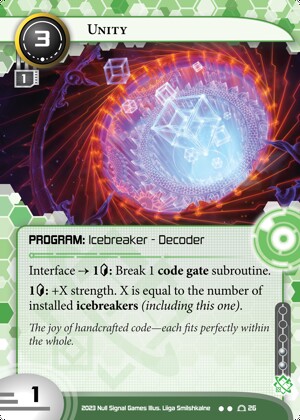 Unity
3
1
PROGRAM: Icebreaker - Decoder
Interface → 1: Break 1 code gate subroutine.
1: +X strength. X is equal to the number of
installed icebreakers (including this one).
The joy of handcrafted code—each fits perfectly within
the whole.
1
2023 Null Signal Games Illus. Liiga Smilshkalne
26